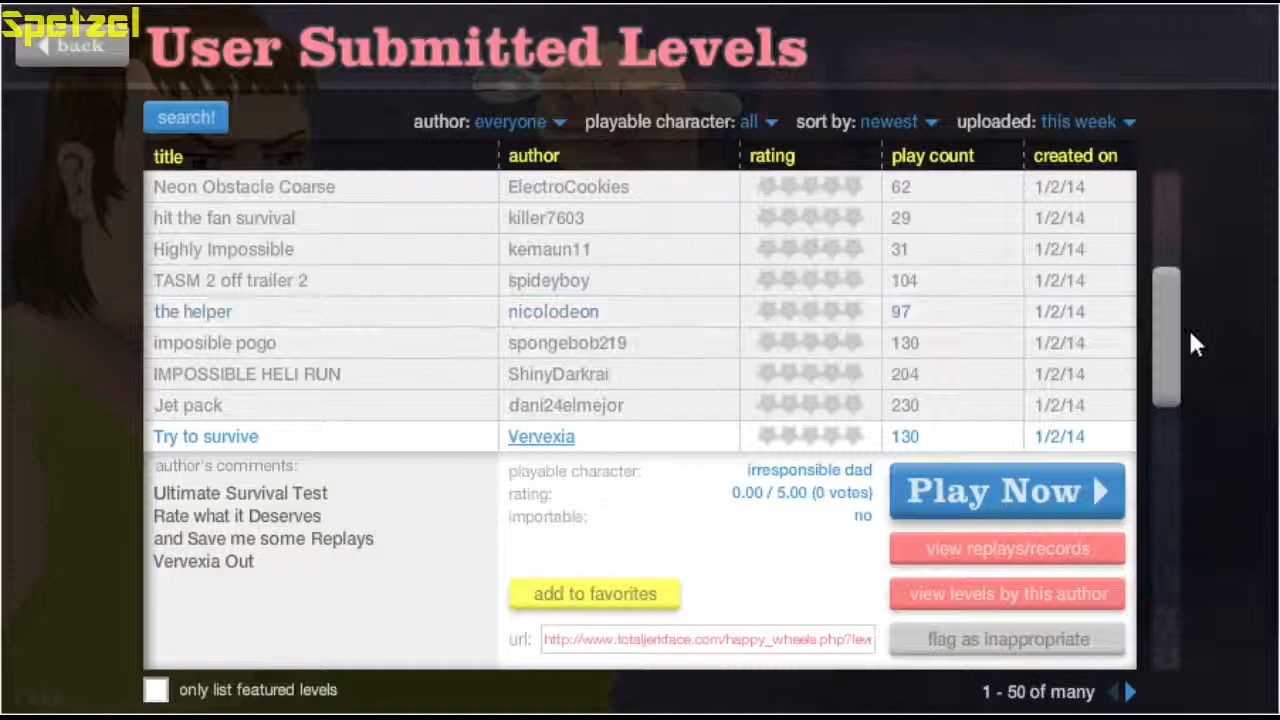 Spetzel
back
User Submitted Levels
search!
author: everyone playable character: all sort by: newest uploaded: this week
title author rating play count created on
Neon Obstacle Coarse ElectroCookies 62 1/2/14
hit the fan survival killer7603 29 1/2/14
Highly Impossible kemaun11 31 1/2/14
TASM 2 off trailer 2 spideyboy 104 1/2/14
the helper nicolodeon 97 1/2/14
imposible pogo spongebob219 130 1/2/14
IMPOSSIBLE HELI RUN ShinyDarkrai 204 1/2/14
Jet pack dani24elmejor 230 1/2/14
Try to survive Vervexia 130 1/2/14
author's comments:
Ultimate Survival Test
Rate what it Deserves
and Save me some Replays
Vervexia Out
playable character: irresponsible dad
rating: 0.00 / 5.00 (0 votes)
importable: no
add to favorites
url: http://www.totaljerkface.com/happy_wheels.php?leve
Play Now
view replays/records
view levels by this author
flag as inappropriate
only list featured levels
1 - 50 of many